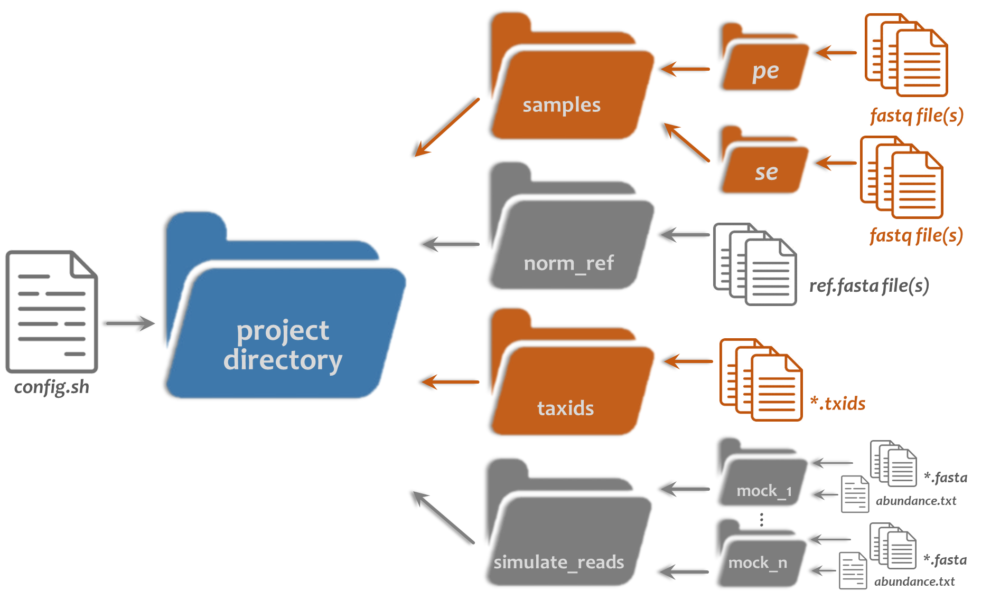 samples
pe
fastq file(s)
se
fastq file(s)
norm_ref
ref.fasta file(s)
project
directory
config.sh
taxids
*.txids
simulate_reads
mock_1
*.fasta
abundance.txt
mock_n
*.fasta
abundance.txt